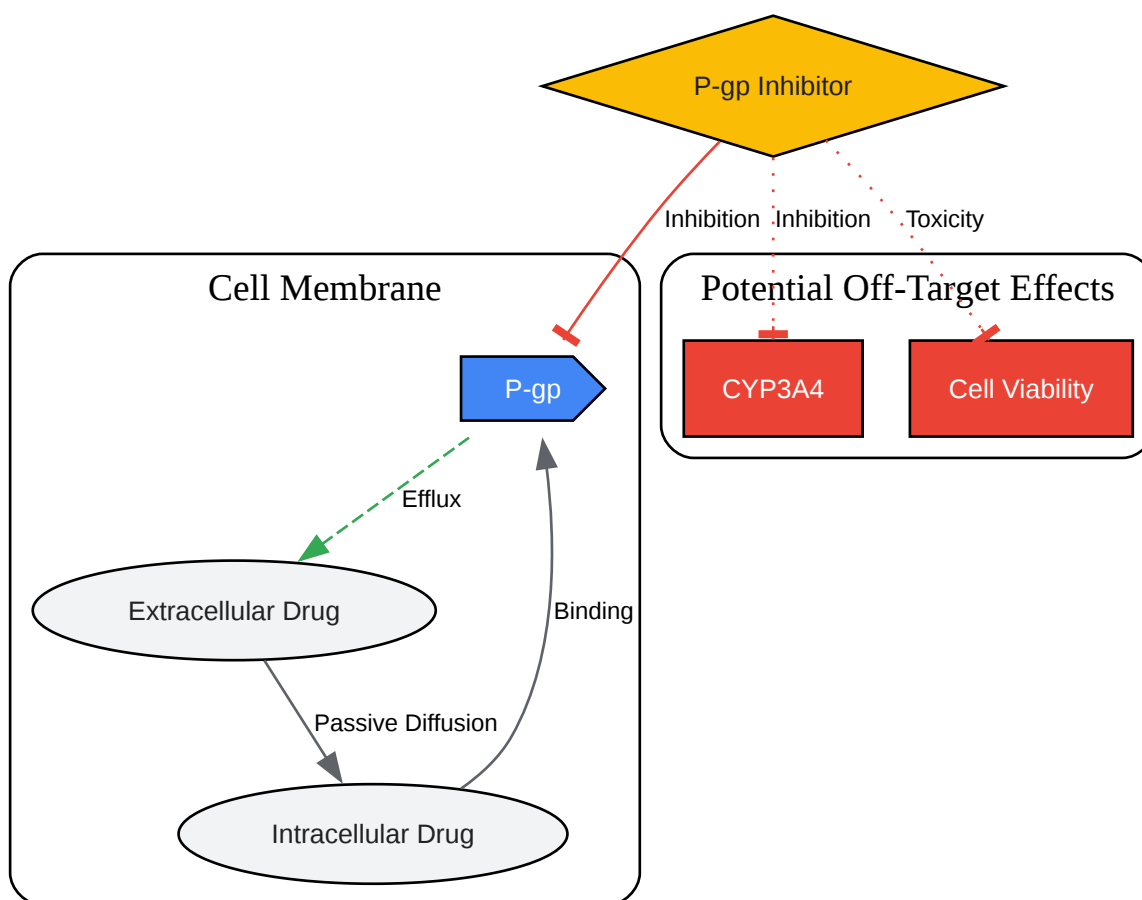 P-gp Inhibitor
Inhibition
Inhibition
Toxicity
Cell Membrane
Potential Off-Target Effects
P-gp
CYP3A4
Cell Viability
Efflux
Extracellular Drug
Binding
Passive Diffusion
Intracellular Drug